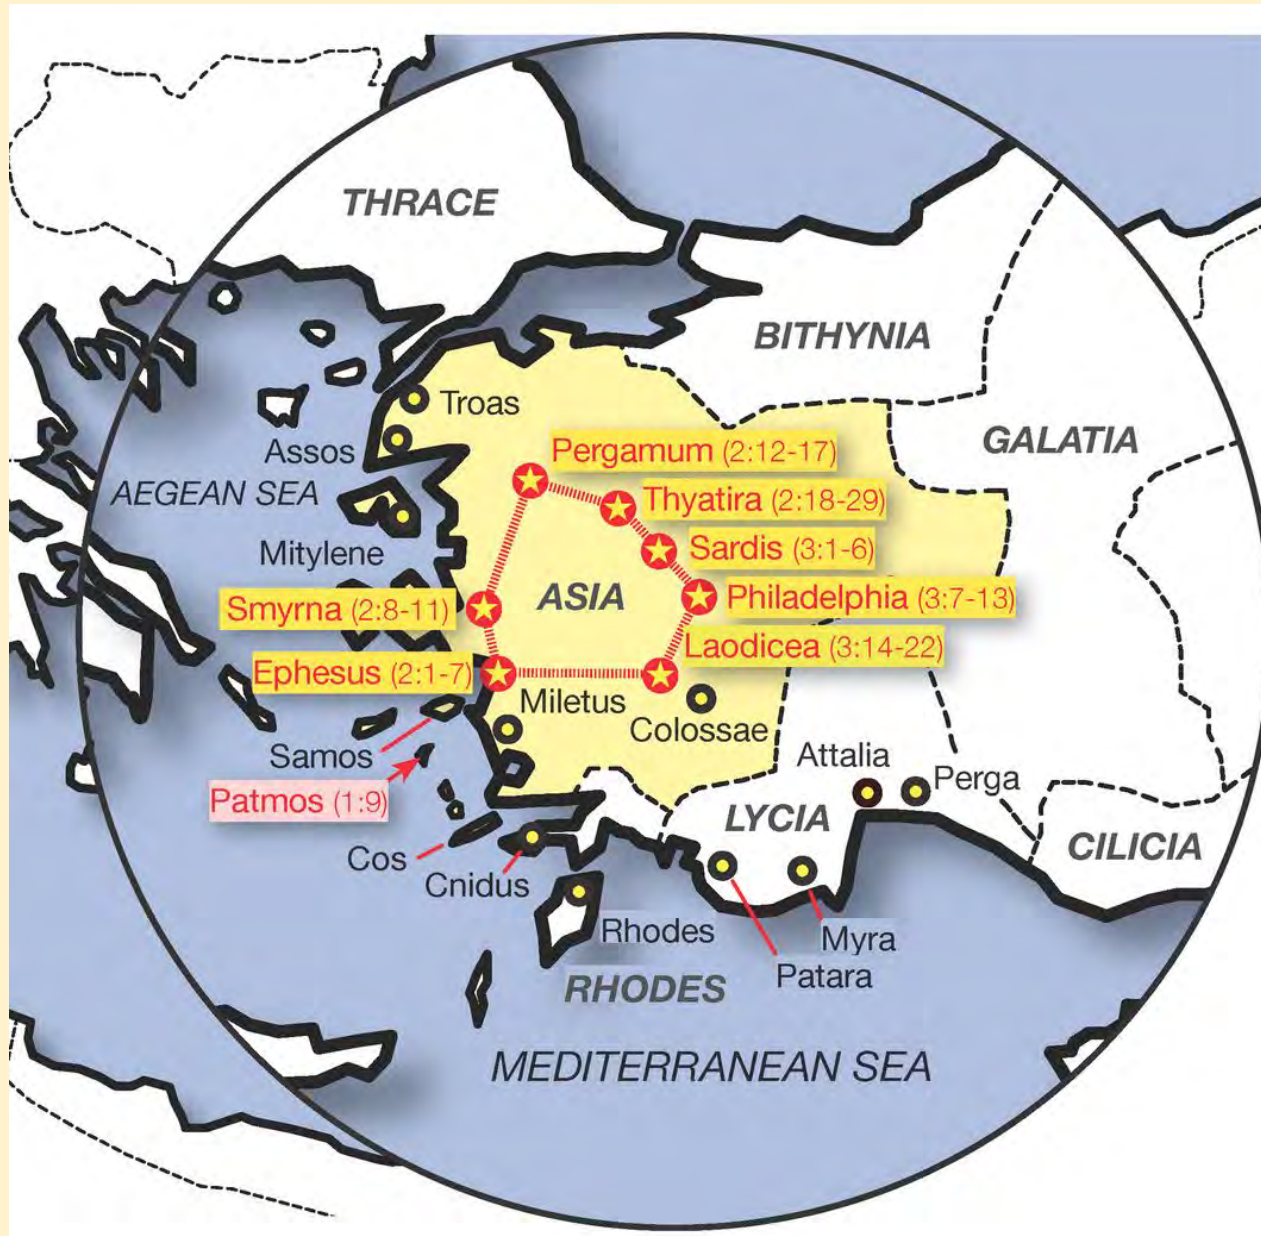 THRACE
BITHYNIA
Troas
GALATIA
Assos
Pergamum (2:12-17)
AEGEAN SEA
Thyatira (2:18-29)
Mitylene
Sardis (3:1-6)
Smyrna (2:8-11)
ASIA
Philadelphia (3:7-13)
Laodicea (3:14-22)
Ephesus (2:1-7)
Miletus
Colossae
Samos
Attalia
Perga
Patmos (1:9)
LYCIA
CILICIA
Cos
Cnidus
Rhodes
Myra
Patara
RHODES
MEDITERRANEAN SEA